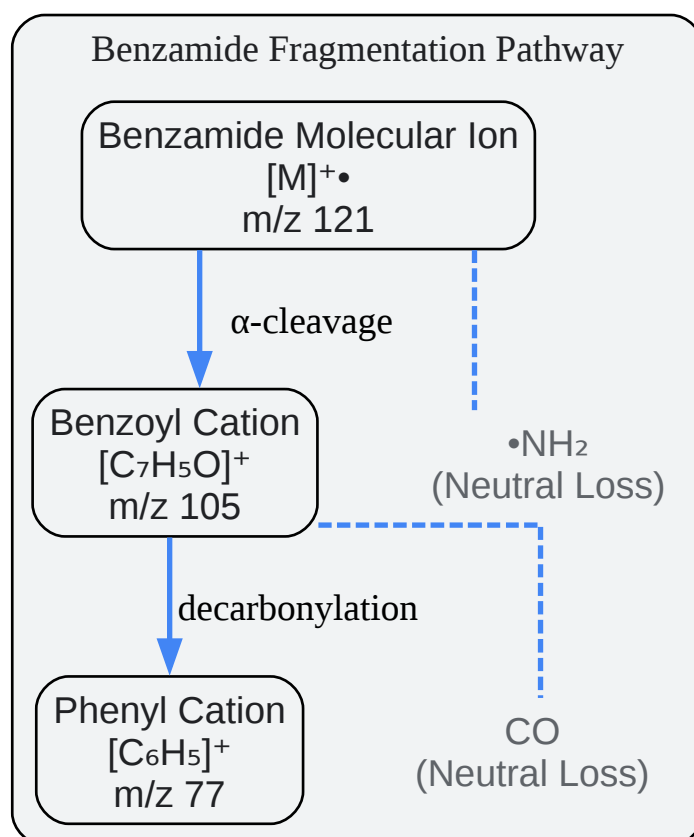 Benzamide Fragmentation Pathway
Benzamide Molecular Ion
[M]⁺•
m/z 121
α-cleavage
Benzoyl Cation
[C₇H₅O]⁺
m/z 105
•NH₂
(Neutral Loss)
decarbonylation
Phenyl Cation
[C₆H₅]⁺
m/z 77
CO
(Neutral Loss)